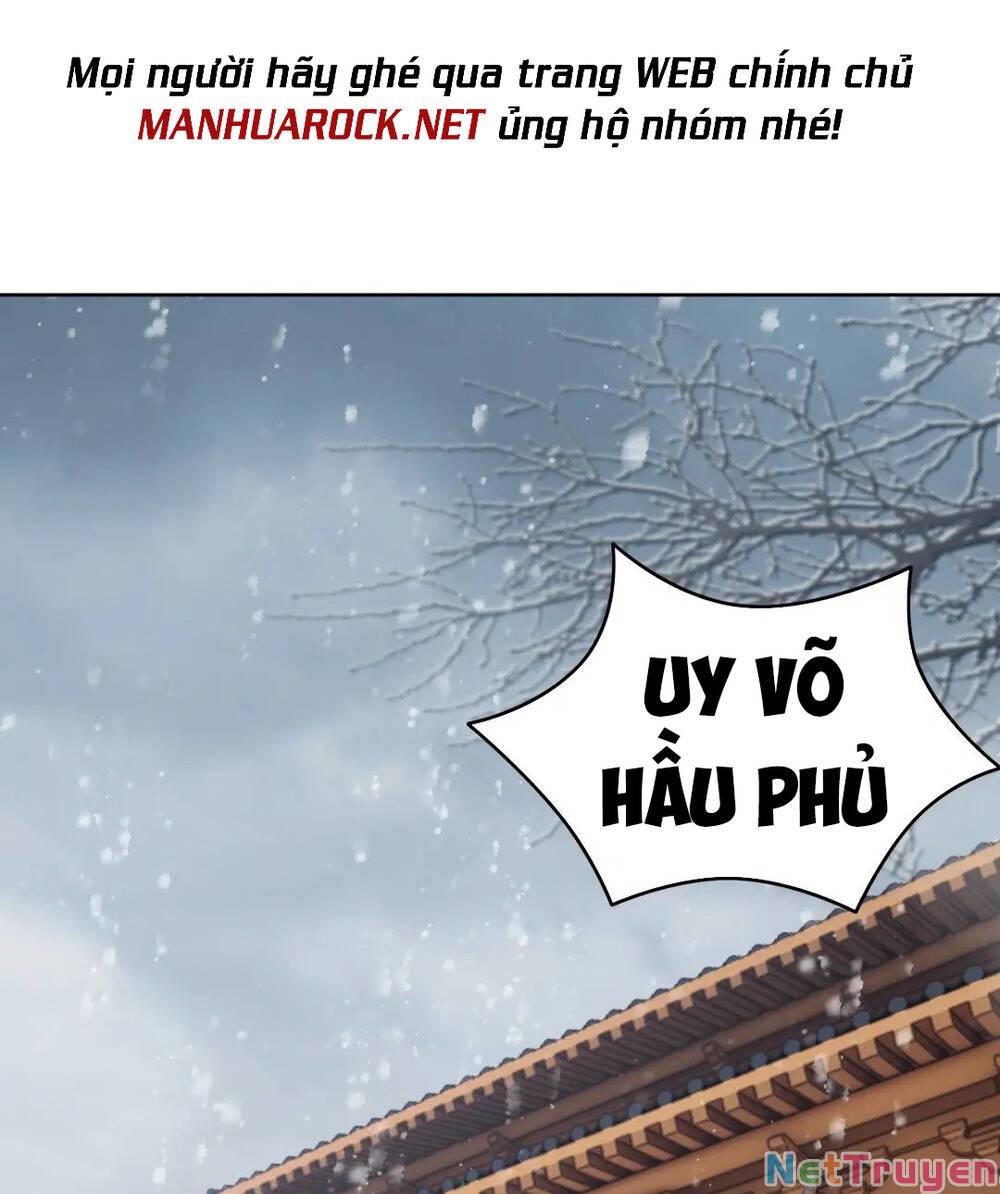 Mọi người hãy ghé qua trang WEB chính chủ
MANHUAROCK.NET ủng hộ nhóm nhé!
UY VÕ
HẦU PHỦ
NetTruyen